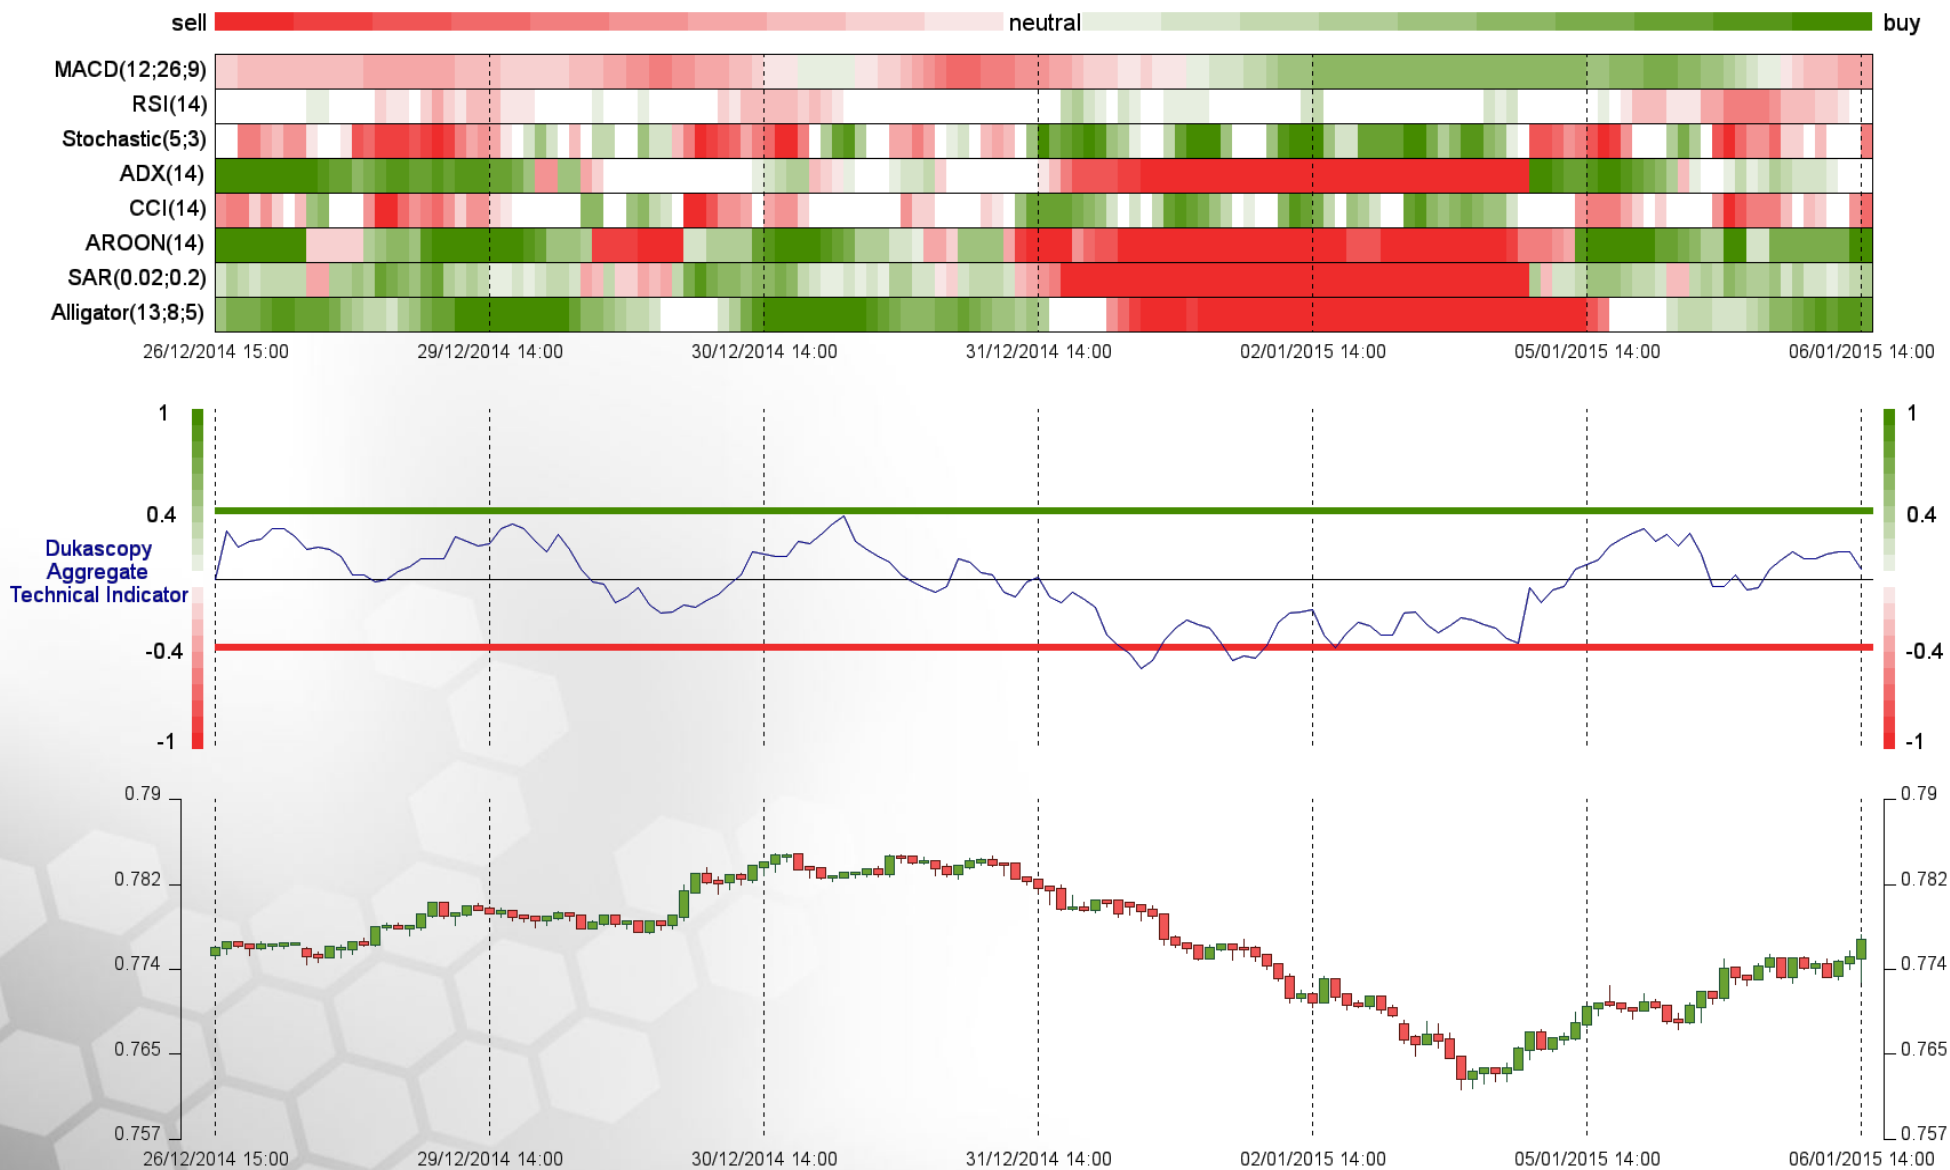 sell neutral buy
MACD(12;26;9)
RSI(14)
Stochastic(5;3)
ADX(14)
CCI(14)
AROON(14)
SAR(0.02;0.2)
Alligator(13;8;5)
26/12/2014 15:00 29/12/2014 14:00 30/12/2014 14:00 31/12/2014 14:00 02/01/2015 14:00 05/01/2015 14:00 06/01/2015 14:00
1 1
0.4 0.4
Dukascopy
Aggregate
Technical Indicator
-0.4 -0.4
-1 -1
0.79 0.79
0.782 0.782
0.774 0.774
0.765 0.765
0.757 0.757
26/12/2014 15:00 29/12/2014 14:00 30/12/2014 14:00 31/12/2014 14:00 02/01/2015 14:00 05/01/2015 14:00 06/01/2015 14:00